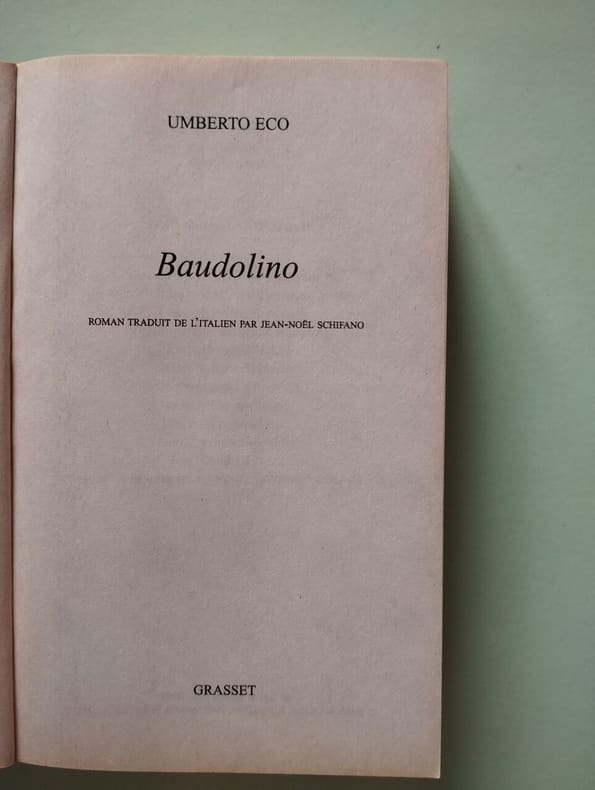 UMBERTO ECO
Baudolino
ROMAN TRADUIT DE L'ITALIEN PAR JEAN-NOËL SCHIFANO
GRASSET